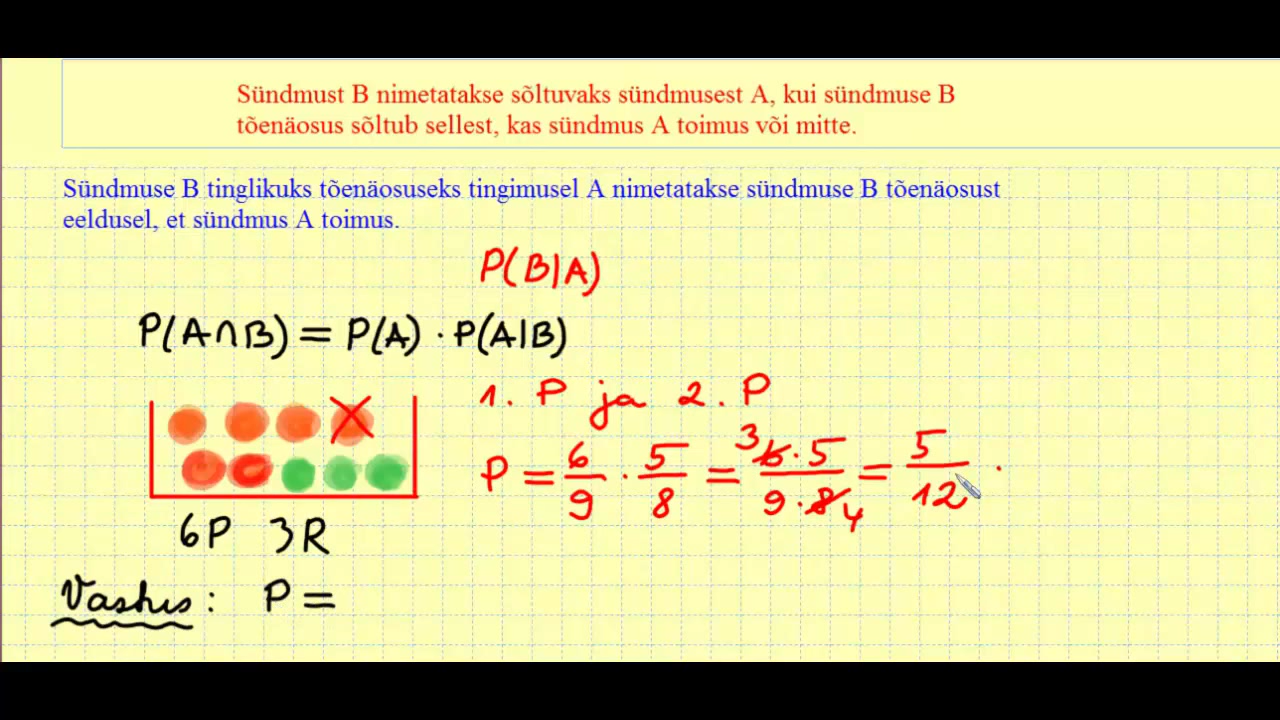 Sündmust B nimetatakse sõltuvaks sündmusest A, kui sündmuse B
tõenäosus sõltub sellest, kas sündmus A toimus või mitte.
Sündmuse B tinglikuks tõenäosuseks tingimusel A nimetatakse sündmuse B tõenäosust
eeldusel, et sündmus A toimus.
P(B|A)
P(A∩B) = P(A) · P(A|B)
1. P ja 2. P
P = 6/9 · 5/8 = 3 6·5/9·8 4 = 5/12 .
6P 3R
Vastus: P =